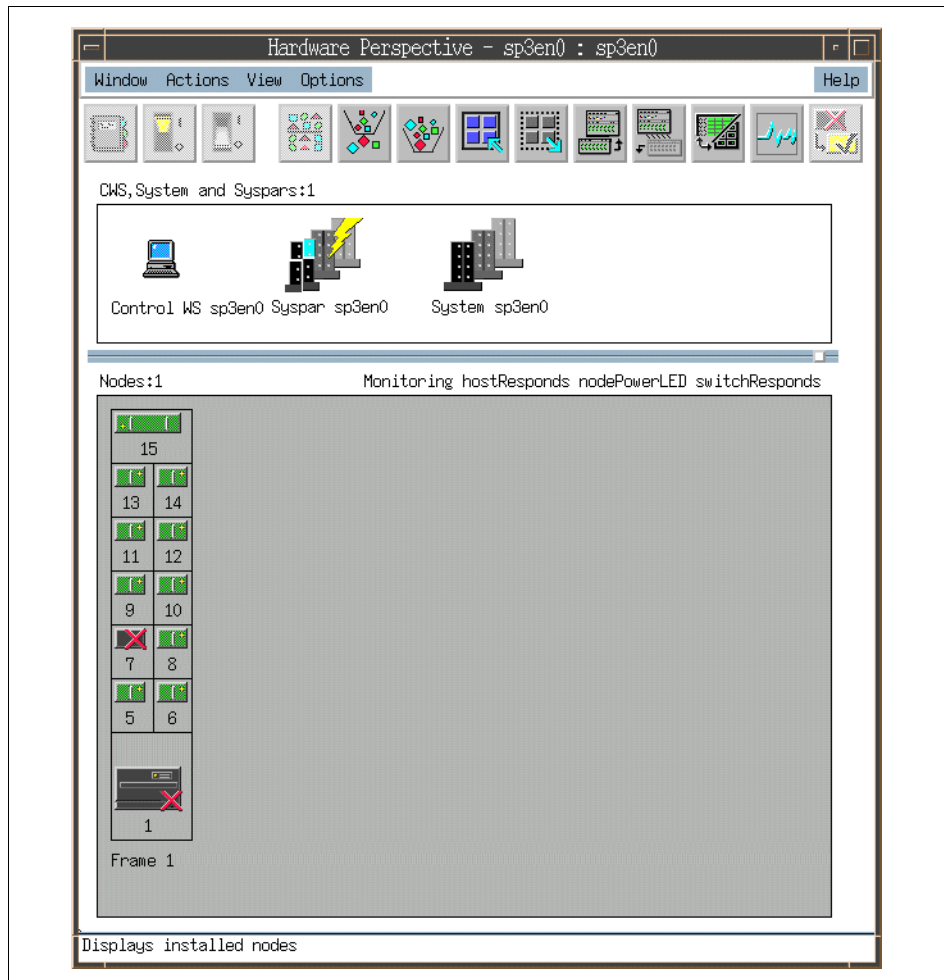 Hardware Perspective - sp3en0 : sp3en0
Window Actions View Options Help
CWS,System and Syspars:1
Control WS sp3en0 Syspar sp3en0 System sp3en0
Nodes:1 Monitoring hostResponds nodePowerLED switchResponds
15
13 14
11 12
9 10
7 8
5 6
1
Frame 1
Displays installed nodes